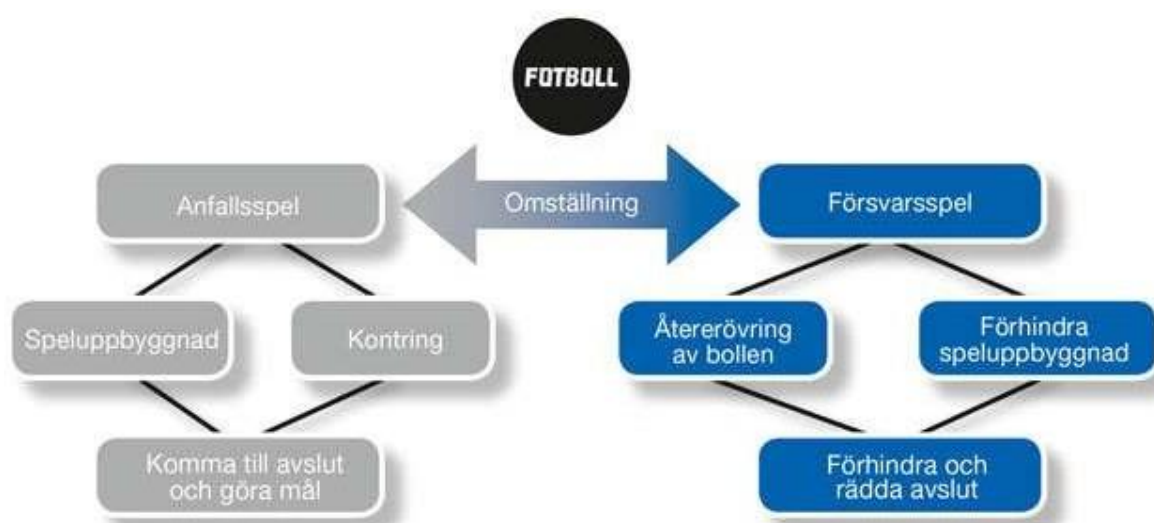 FOTBOLL
Anfallsspel
Omställning
Försvarsspel
Speluppbyggnad
Kontring
Återerövring
av bollen
Förhindra
speluppbyggnad
Komma till avslut
och göra mål
Förhindra och
rädda avslut